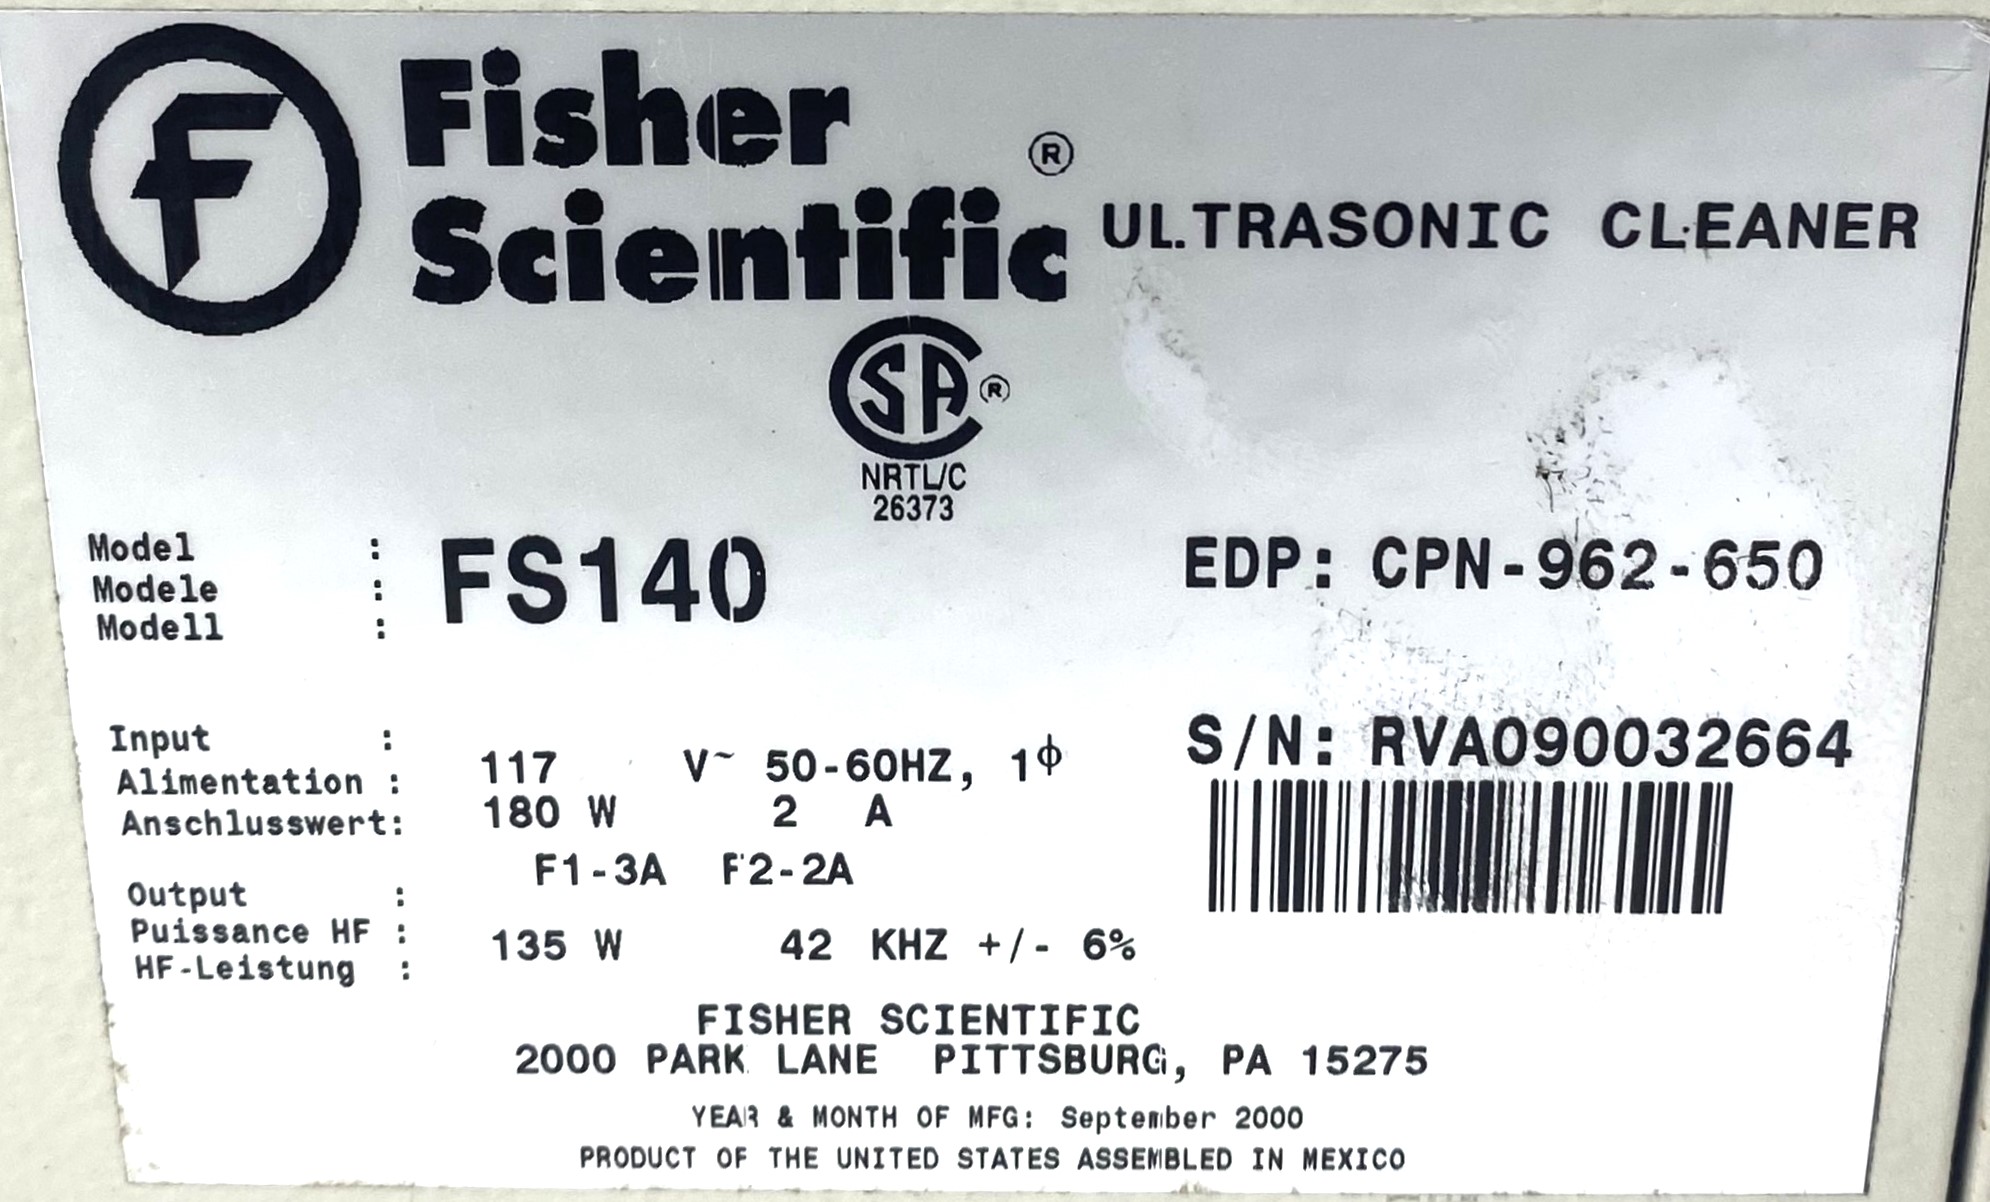 Fisher
Scientific ®
ULTRASONIC CLEANER
CSA ®
NRTL/C
26373
Model :
Modele :
Modell :
FS140
EDP: CPN-962-650
Input :
Alimentation :
Anschlusswert:
117 V~ 50-60HZ, 1ϕ
180 W 2 A
F1-3A F2-2A
S/N: RVA090032664
Output :
Puissance HF :
HF-Leistung :
135 W 42 KHZ +/- 6%
FISHER SCIENTIFIC
2000 PARK LANE PITTSBURG, PA 15275
YEAR & MONTH OF MFG: September 2000
PRODUCT OF THE UNITED STATES ASSEMBLED IN MEXICO